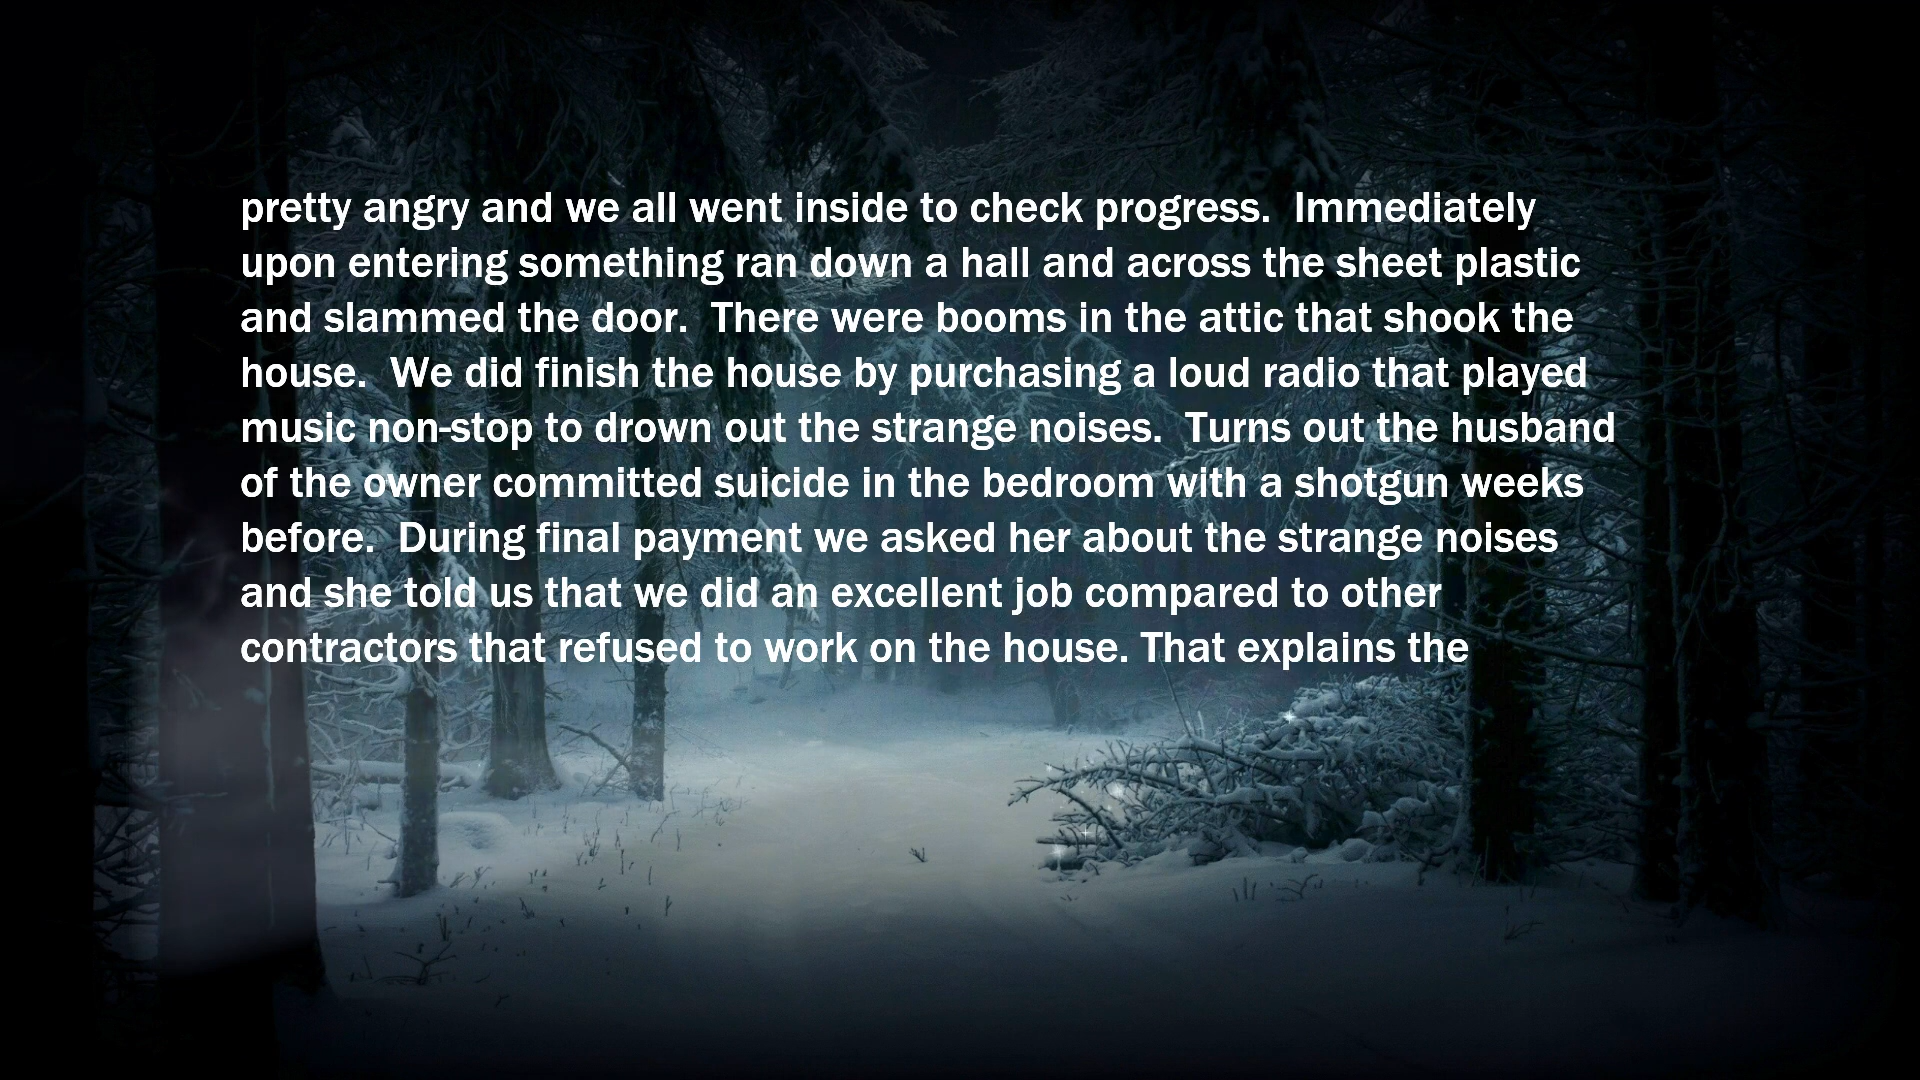 pretty angry and we all went inside to check progress.  Immediately
upon entering something ran down a hall and across the sheet plastic
and slammed the door.  There were booms in the attic that shook the
house.  We did finish the house by purchasing a loud radio that played
music non-stop to drown out the strange noises.  Turns out the husband
of the owner committed suicide in the bedroom with a shotgun weeks
before.  During final payment we asked her about the strange noises
and she told us that we did an excellent job compared to other
contractors that refused to work on the house. That explains the